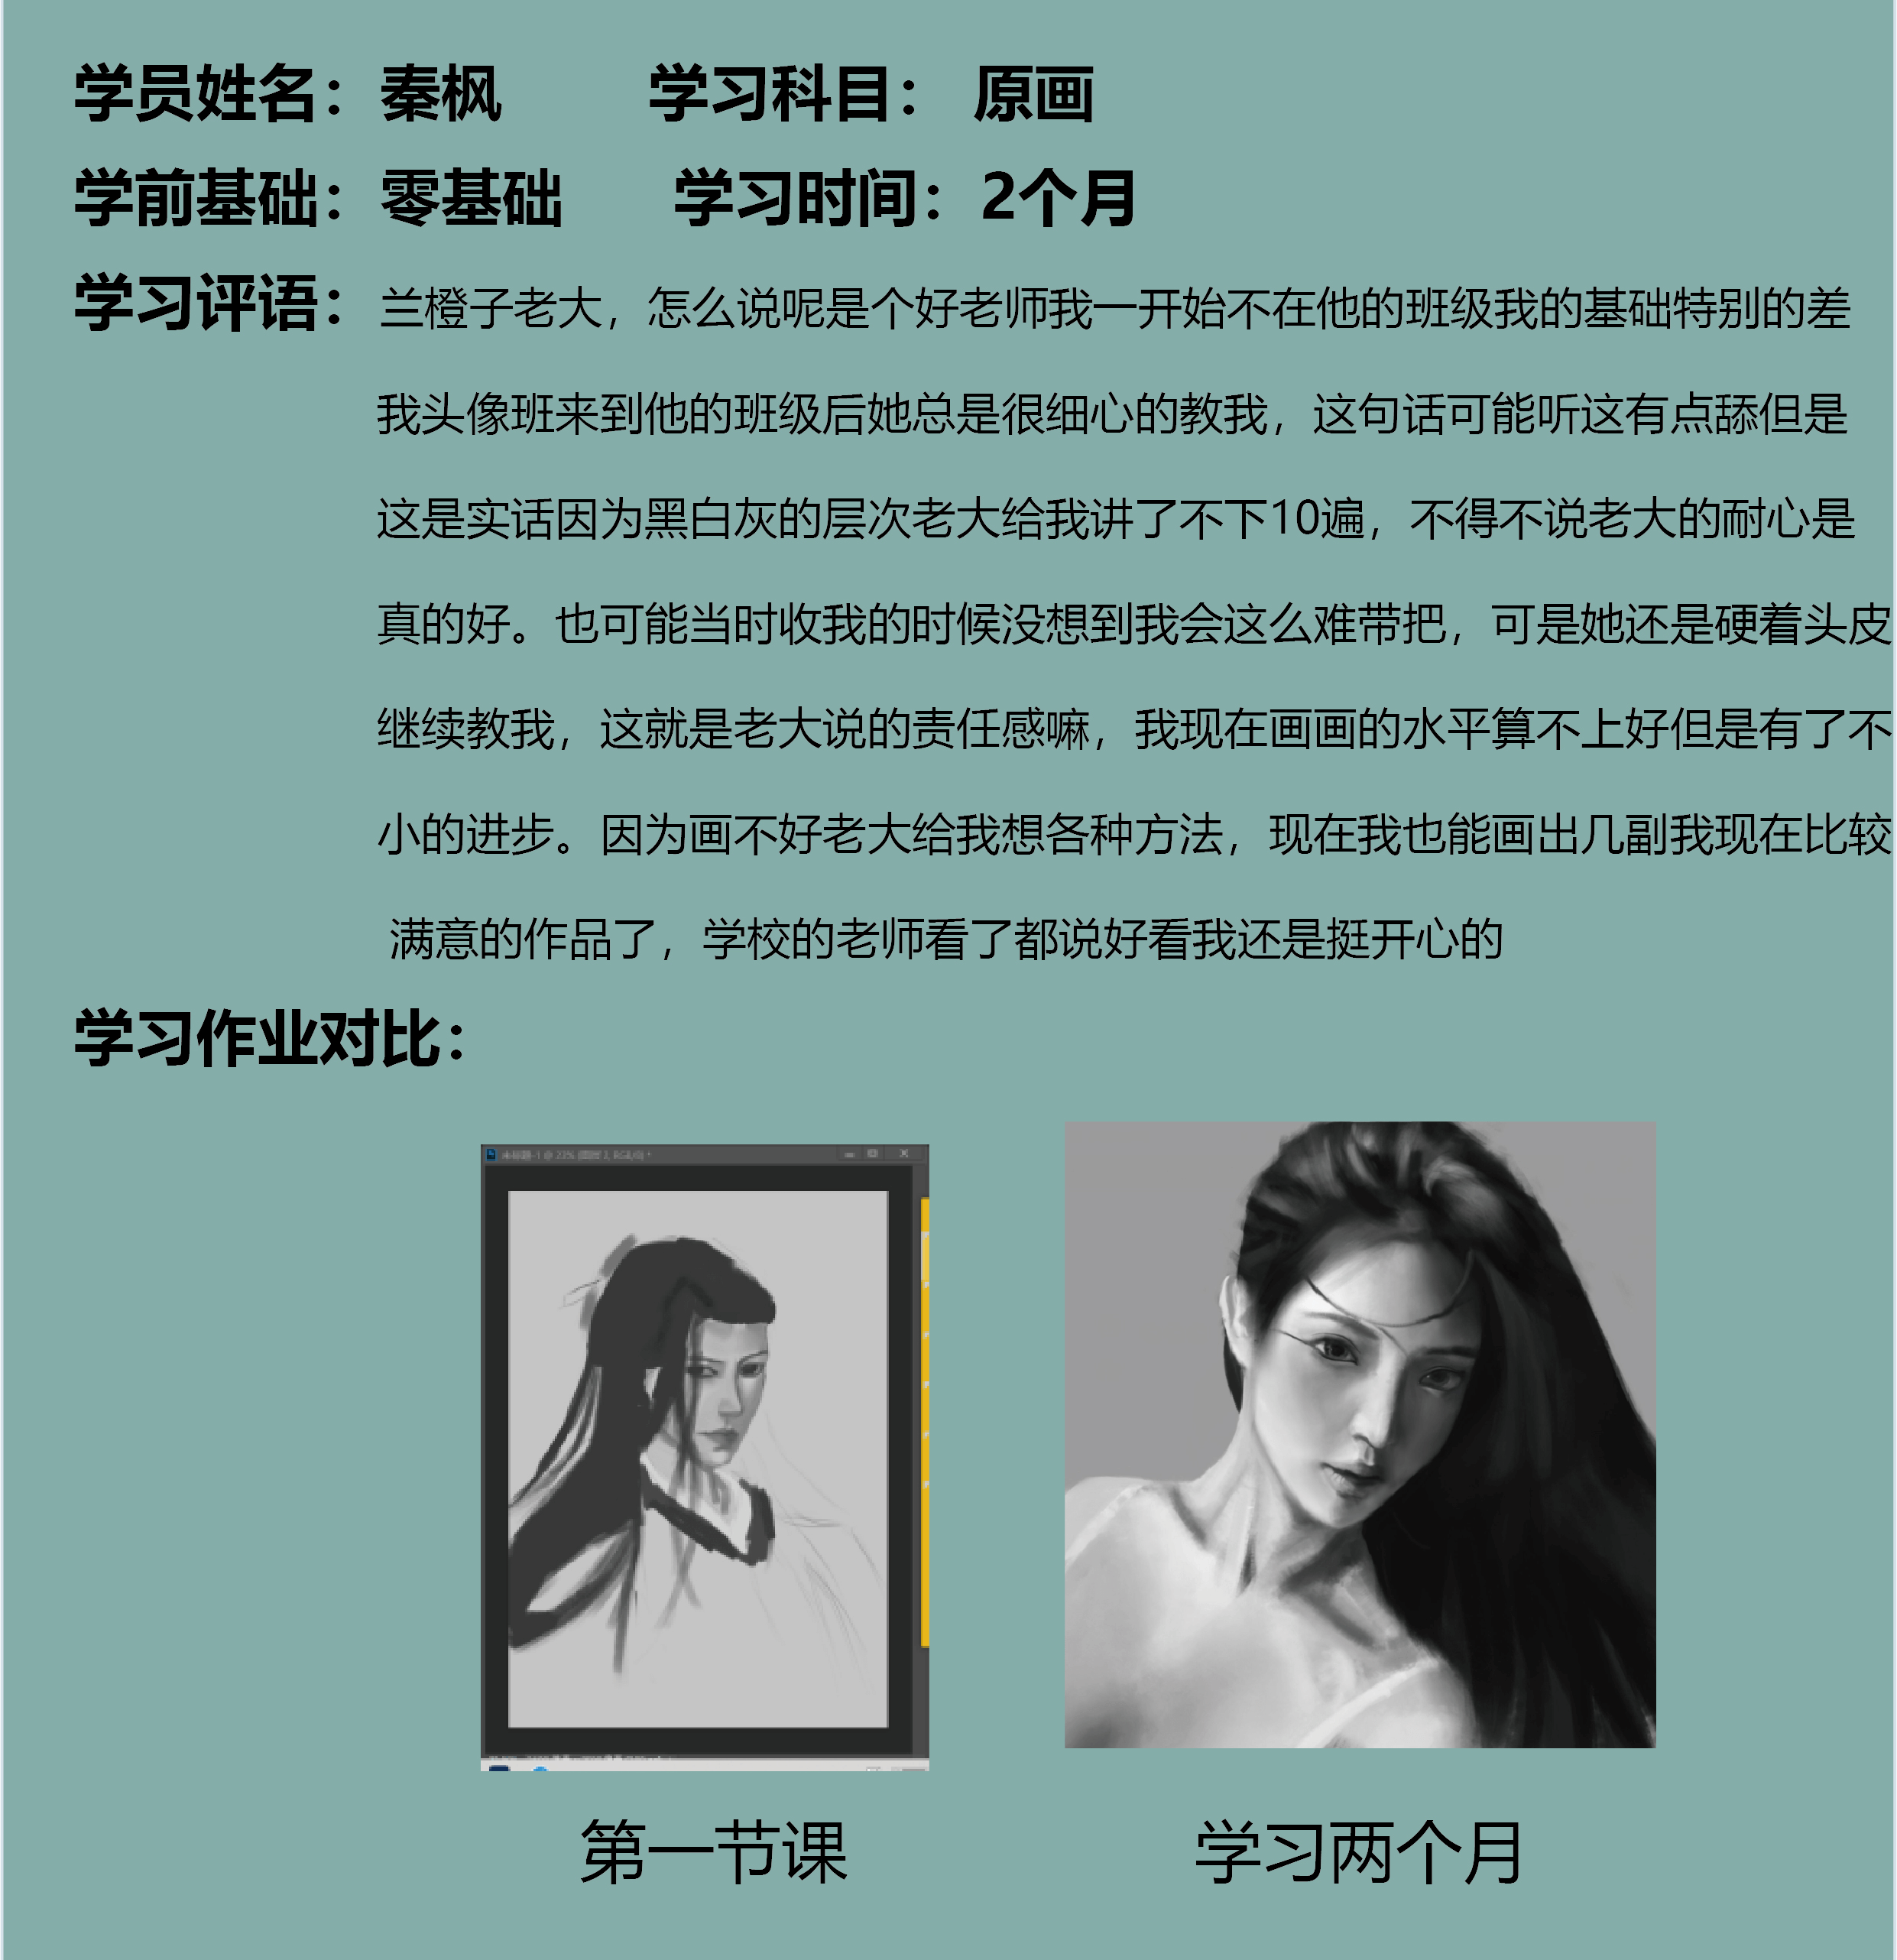 学员姓名：秦枫 学习科目： 原画
学前基础：零基础 学习时间：2个月
学习评语：兰橙子老大，怎么说呢是个好老师我一开始不在他的班级我的基础特别的差
我头像班来到他的班级后她总是很细心的教我，这句话可能听这有点舔但是
这是实话因为黑白灰的层次老大给我讲了不下10遍，不得不说老大的耐心是
真的好。也可能当时收我的时候没想到我会这么难带把，可是她还是硬着头皮
继续教我，这就是老大说的责任感嘛，我现在画画的水平算不上好但是有了不
小的进步。因为画不好老大给我想各种方法，现在我也能画出几副我现在比较
满意的作品了，学校的老师看了都说好看我还是挺开心的
学习作业对比：
第一节课 学习两个月